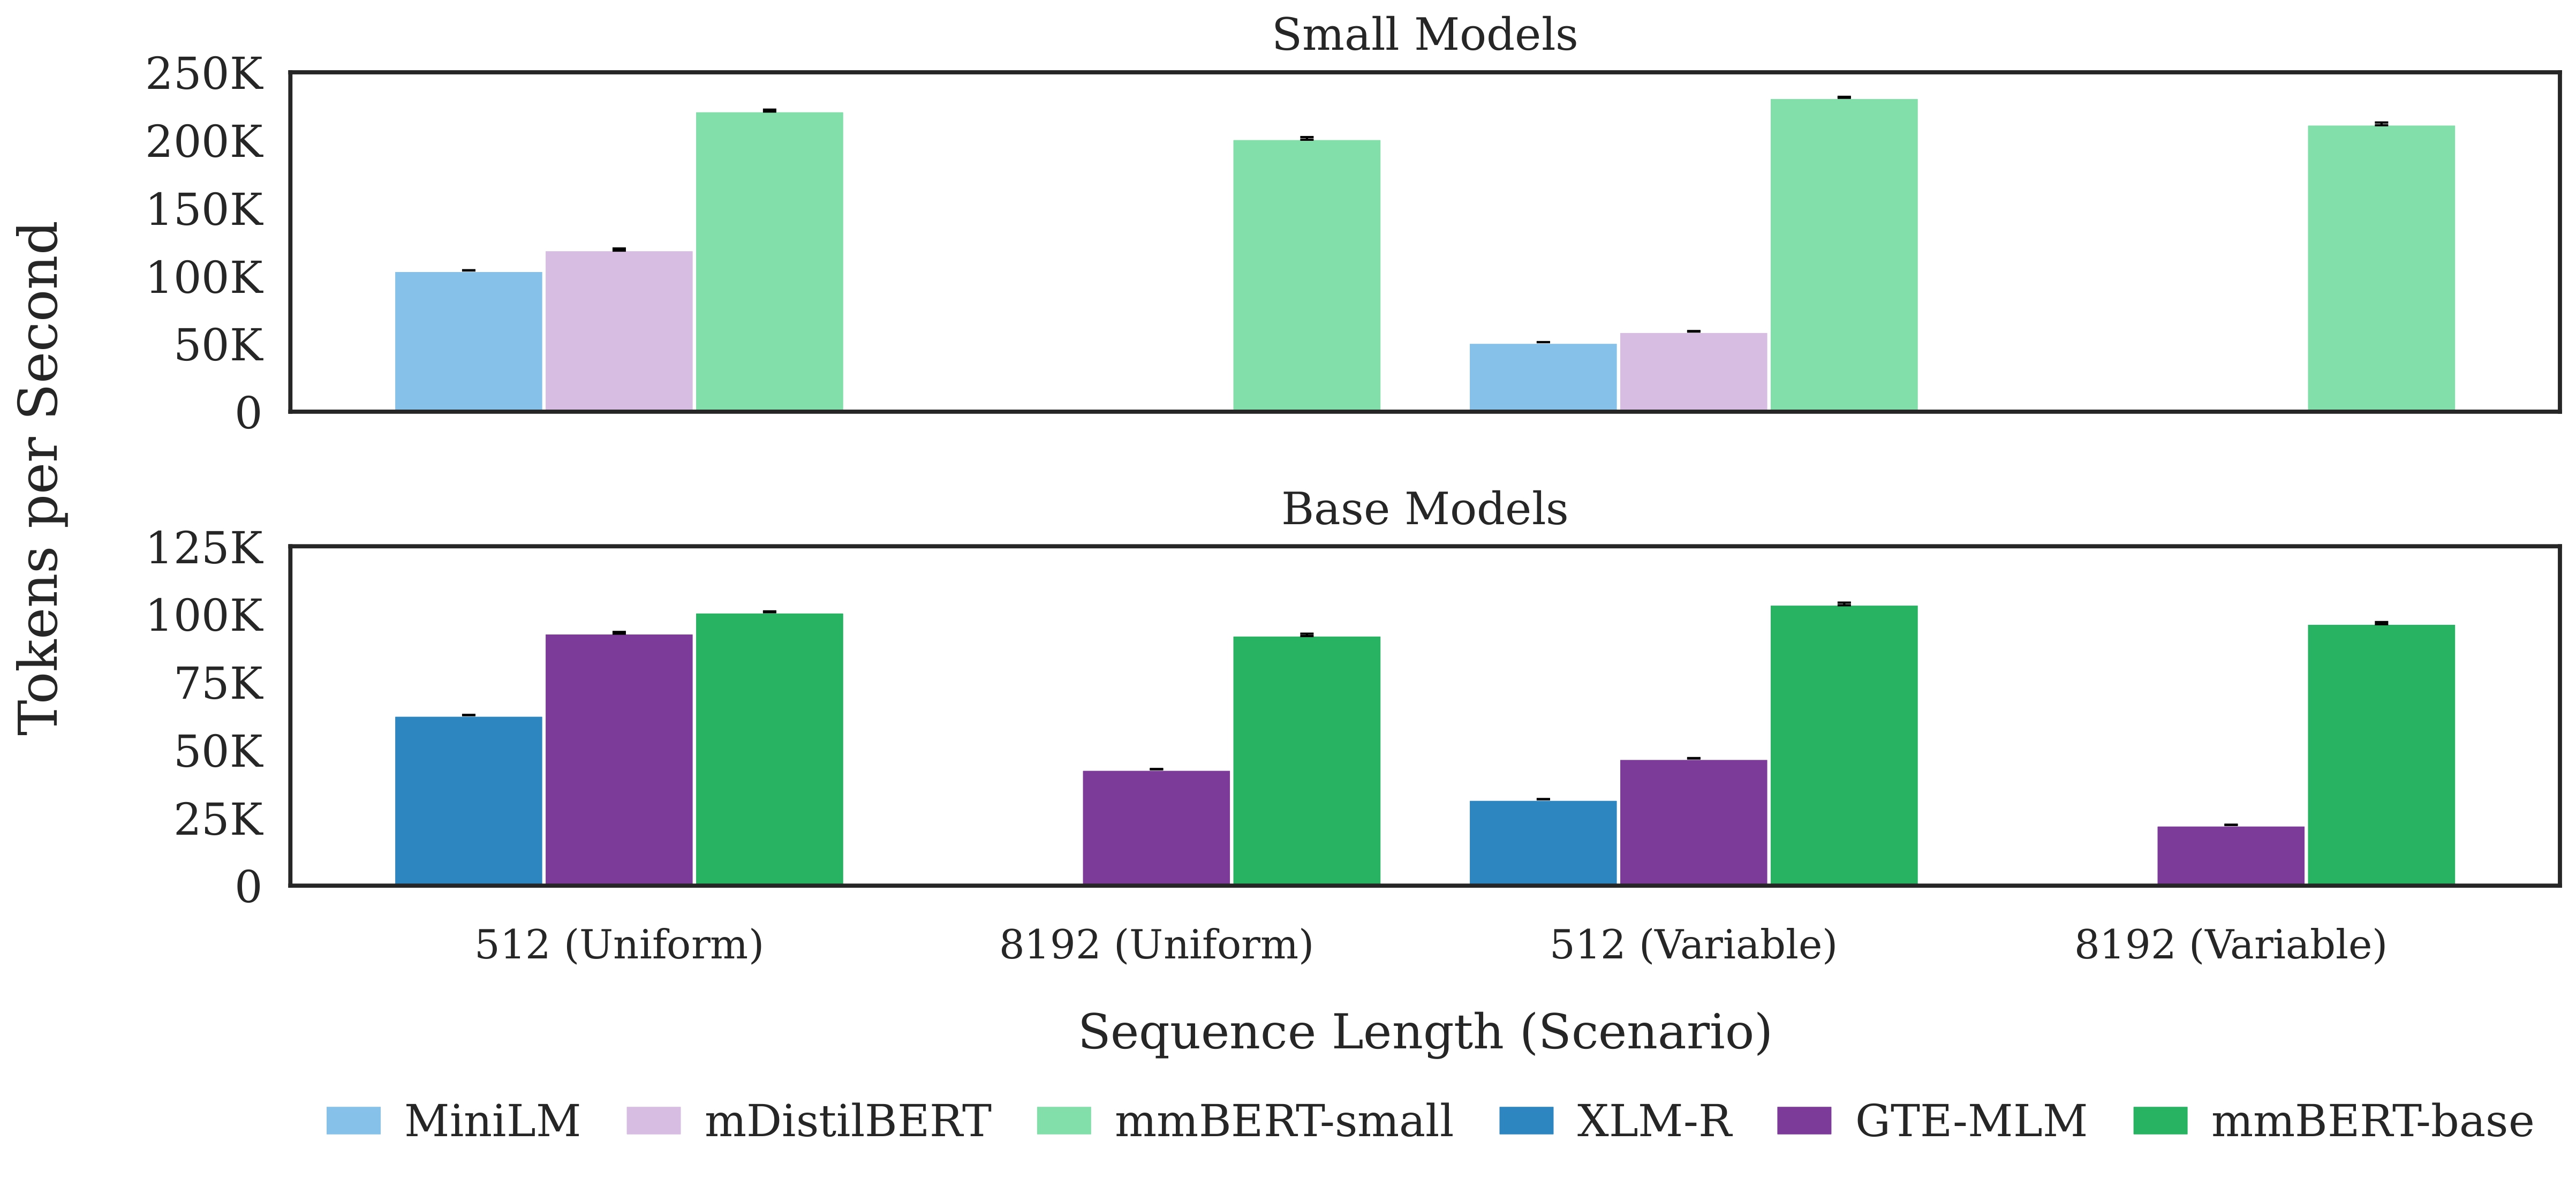 Small Models
250K
200K
150K
100K
50K
0
Tokens per Second
Base Models
125K
100K
75K
50K
25K
0
512 (Uniform) 8192 (Uniform) 512 (Variable) 8192 (Variable)
Sequence Length (Scenario)
MiniLM mDistilBERT mmBERT-small XLM-R GTE-MLM mmBERT-base